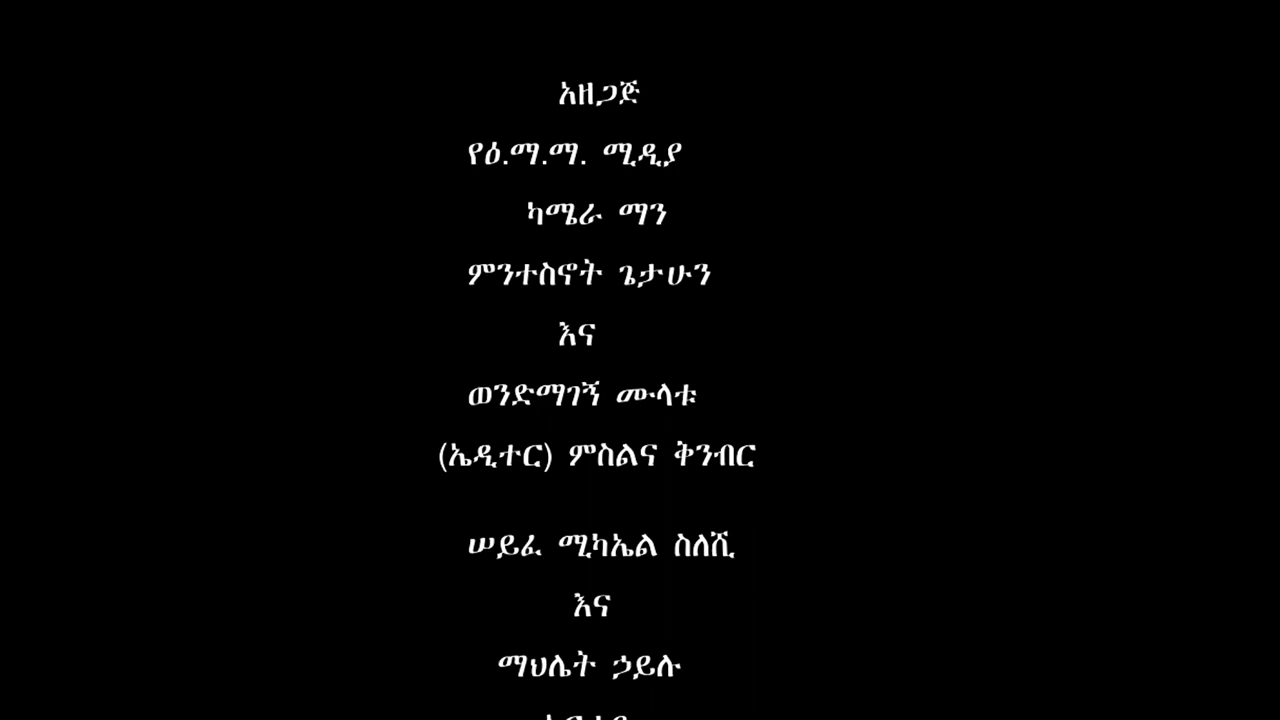 አዘጋጅ
የዕ.ማ.ማ. ሚዲያ
ካሜራ ማን
ምንተስኖት ጌታሁን
እና
ወንድማገኝ ሙላቱ
(ኤዲተር) ምስልና ቅንብር
ሠይፈ ሚካኤል ስለሺ
እና
ማህሌት ኃይሉ